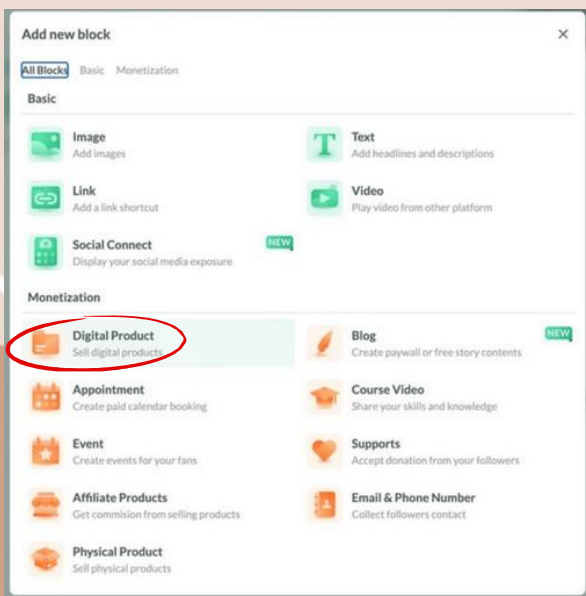 Add new block
All Blocks Basic Monetization
Basic
Image
Add images
Text
Add headlines and descriptions
Link
Add a link shortcut
Video
Play video from other platform
Social Connect NEW
Display your social media exposure
Monetization
Digital Product
Sell digital products
Blog NEW
Create paywall or free story contents
Appointment
Create paid calendar booking
Course Video
Share your skills and knowledge
Event
Create events for your fans
Supports
Accept donation from your followers
Affiliate Products
Get commision from selling products
Email & Phone Number
Collect followers contact
Physical Product
Sell physical products